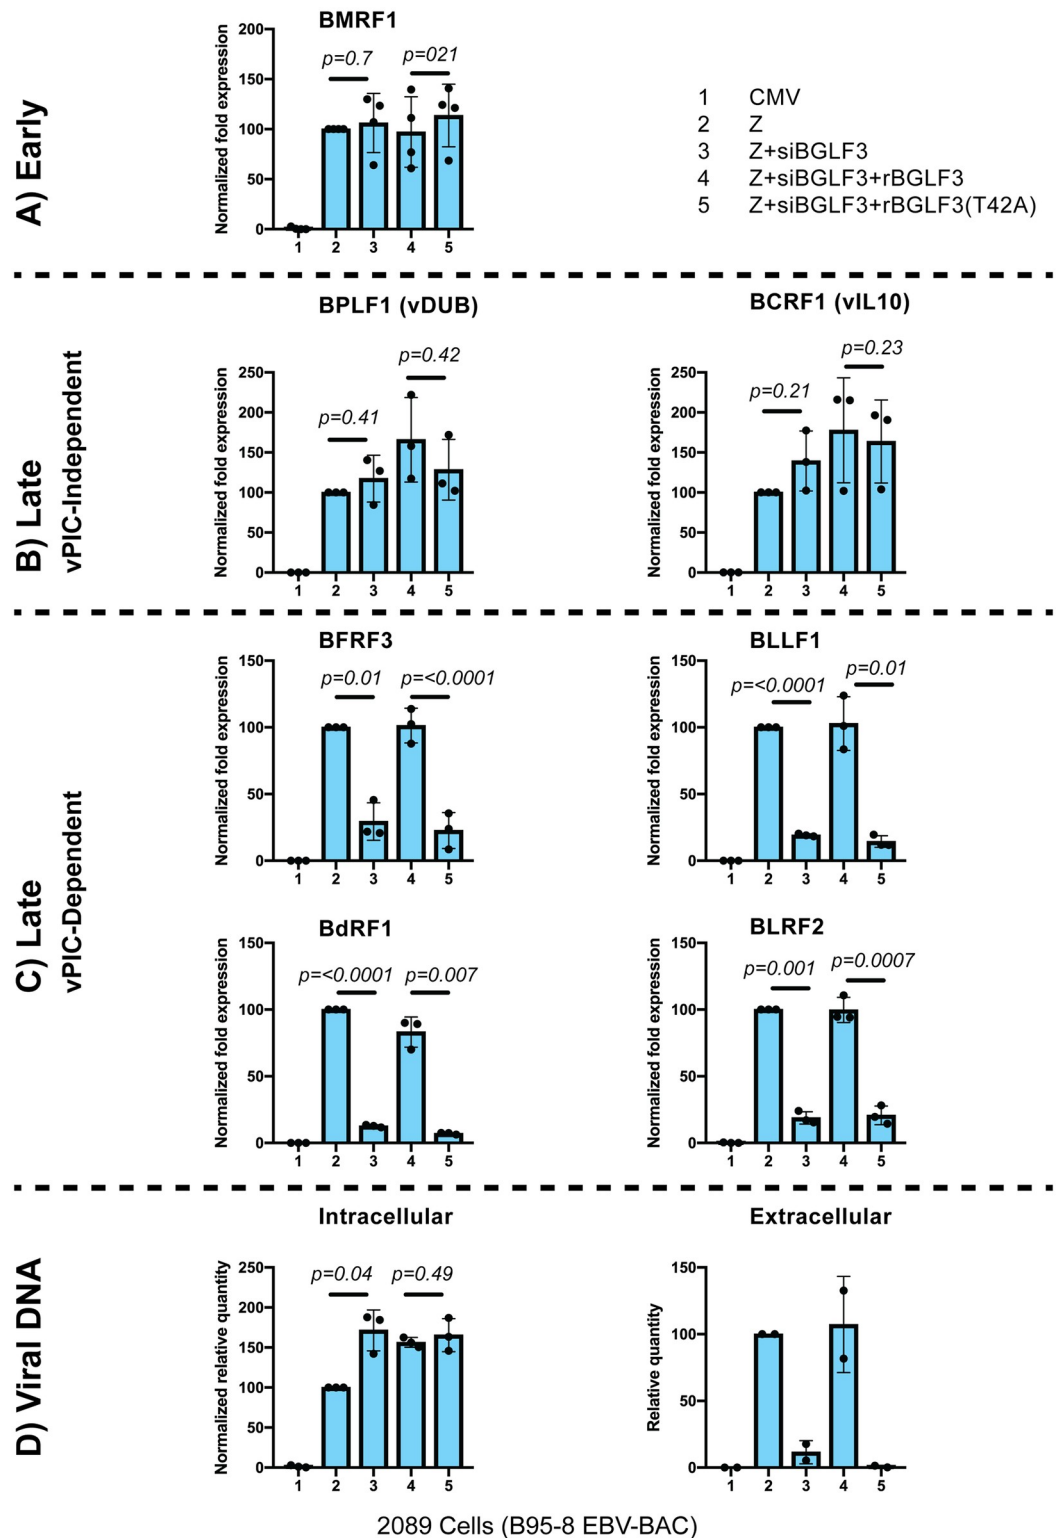 A) Early
BMRF1
Normalized fold expression
200
150
100
50
0
p=0.7
p=021
1 2 3 4 5
1 CMV
2 Z
3 Z+siBGLF3
4 Z+siBGLF3+rBGLF3
5 Z+siBGLF3+rBGLF3(T42A)
B) Late
vPIC-Independent
BPLF1 (vDUB)
Normalized fold expression
250
200
150
100
50
0
p=0.41
p=0.42
1 2 3 4 5
BCRF1 (vIL10)
Normalized fold expression
250
200
150
100
50
0
p=0.21
p=0.23
1 2 3 4 5
C) Late
vPIC-Dependent
BFRF3
Normalized fold expression
150
100
50
0
p=0.01
p=<0.0001
1 2 3 4 5
BLLF1
Normalized fold expression
150
100
50
0
p=<0.0001
p=0.01
1 2 3 4 5
BdRF1
Normalized fold expression
150
100
50
0
p=<0.0001
p=0.007
1 2 3 4 5
BLRF2
Normalized fold expression
150
100
50
0
p=0.001
p=0.0007
1 2 3 4 5
D) Viral DNA
Intracellular
Normalized relative quantity
250
200
150
100
50
0
p=0.04
p=0.49
1 2 3 4 5
Extracellular
Relative quantity
150
100
50
0
1 2 3 4 5
2089 Cells (B95-8 EBV-BAC)